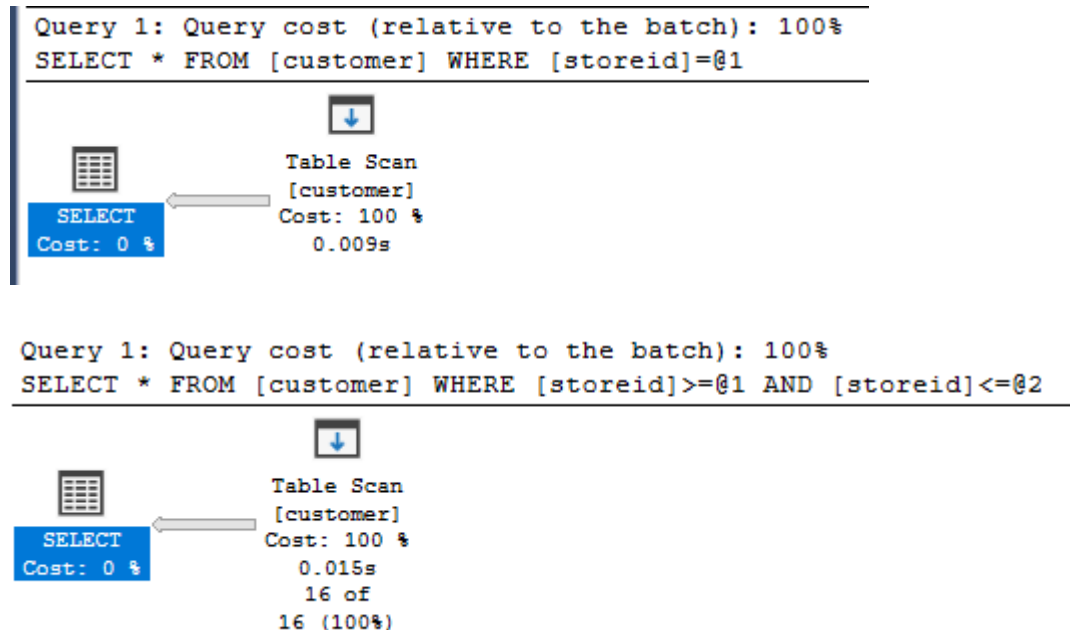 Query 1: Query cost (relative to the batch): 100%
SELECT * FROM [customer] WHERE [storeid]=@1
Table Scan
[customer]
Cost: 100 %
0.009s
SELECT
Cost: 0 %
Query 1: Query cost (relative to the batch): 100%
SELECT * FROM [customer] WHERE [storeid]>=@1 AND [storeid]<=@2
Table Scan
[customer]
Cost: 100 %
0.015s
16 of
16 (100%)
SELECT
Cost: 0 %